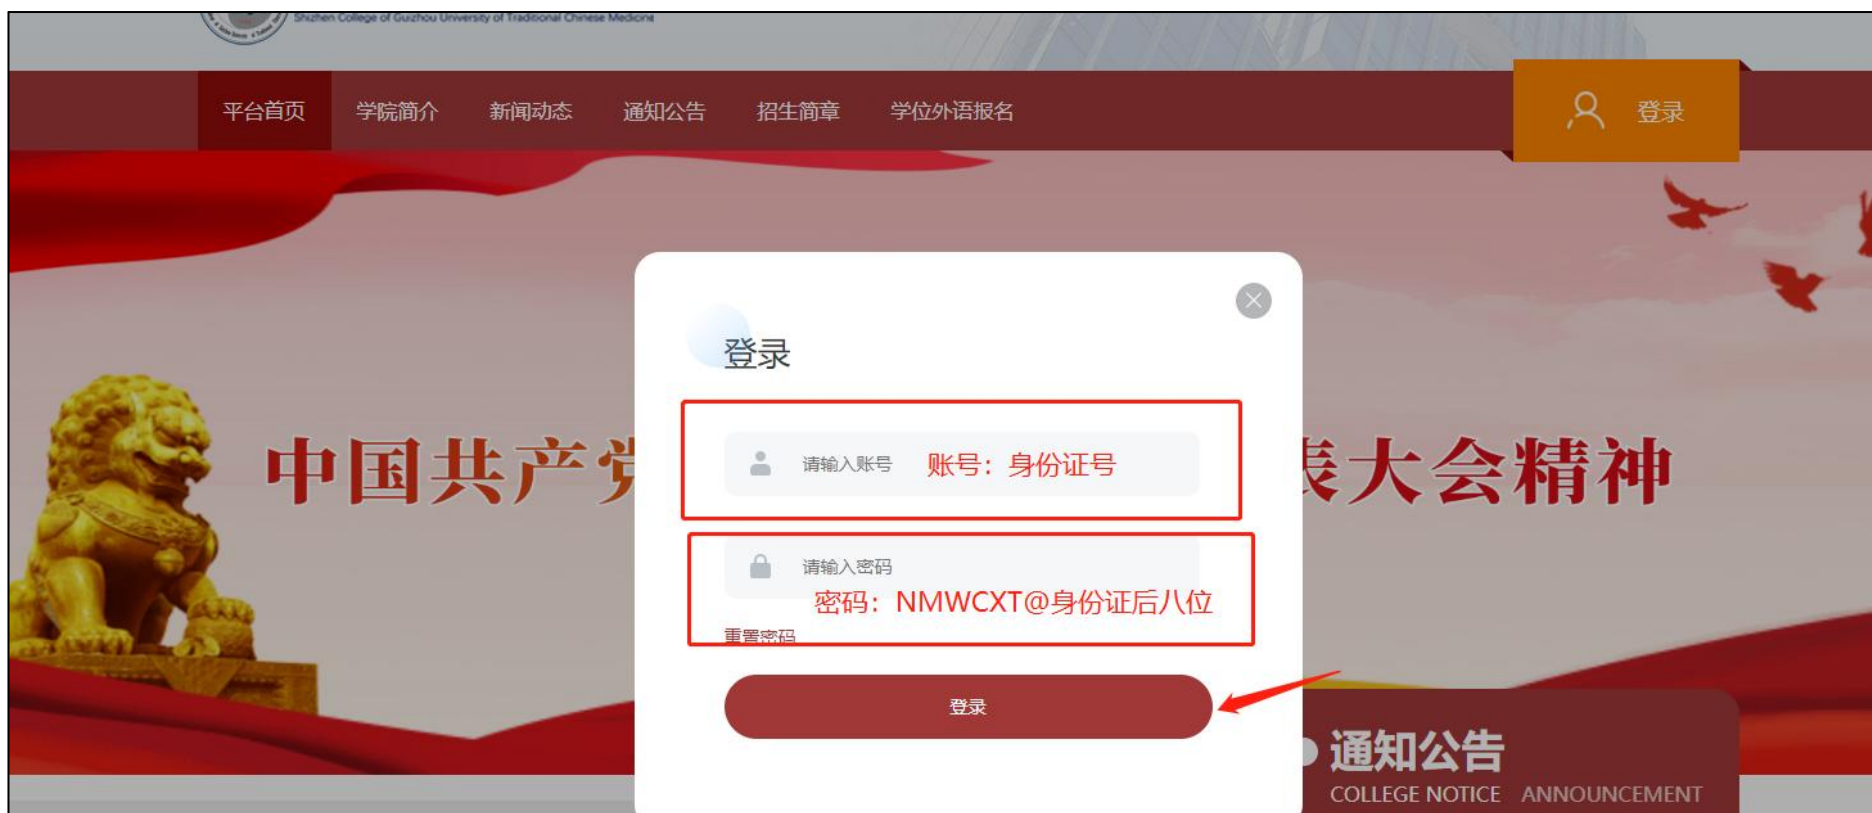 Shizhen College of Guizhou University of Traditional Chinese Medicine
平台首页 学院简介 新闻动态 通知公告 招生简章 学位外语报名 登录
登录
请输入账号 账号：身份证号
中国共产党 表大会精神
请输入密码
密码：NMWCXT@身份证后八位
重置密码
登录
通知公告
COLLEGE NOTICE ANNOUNCEMENT